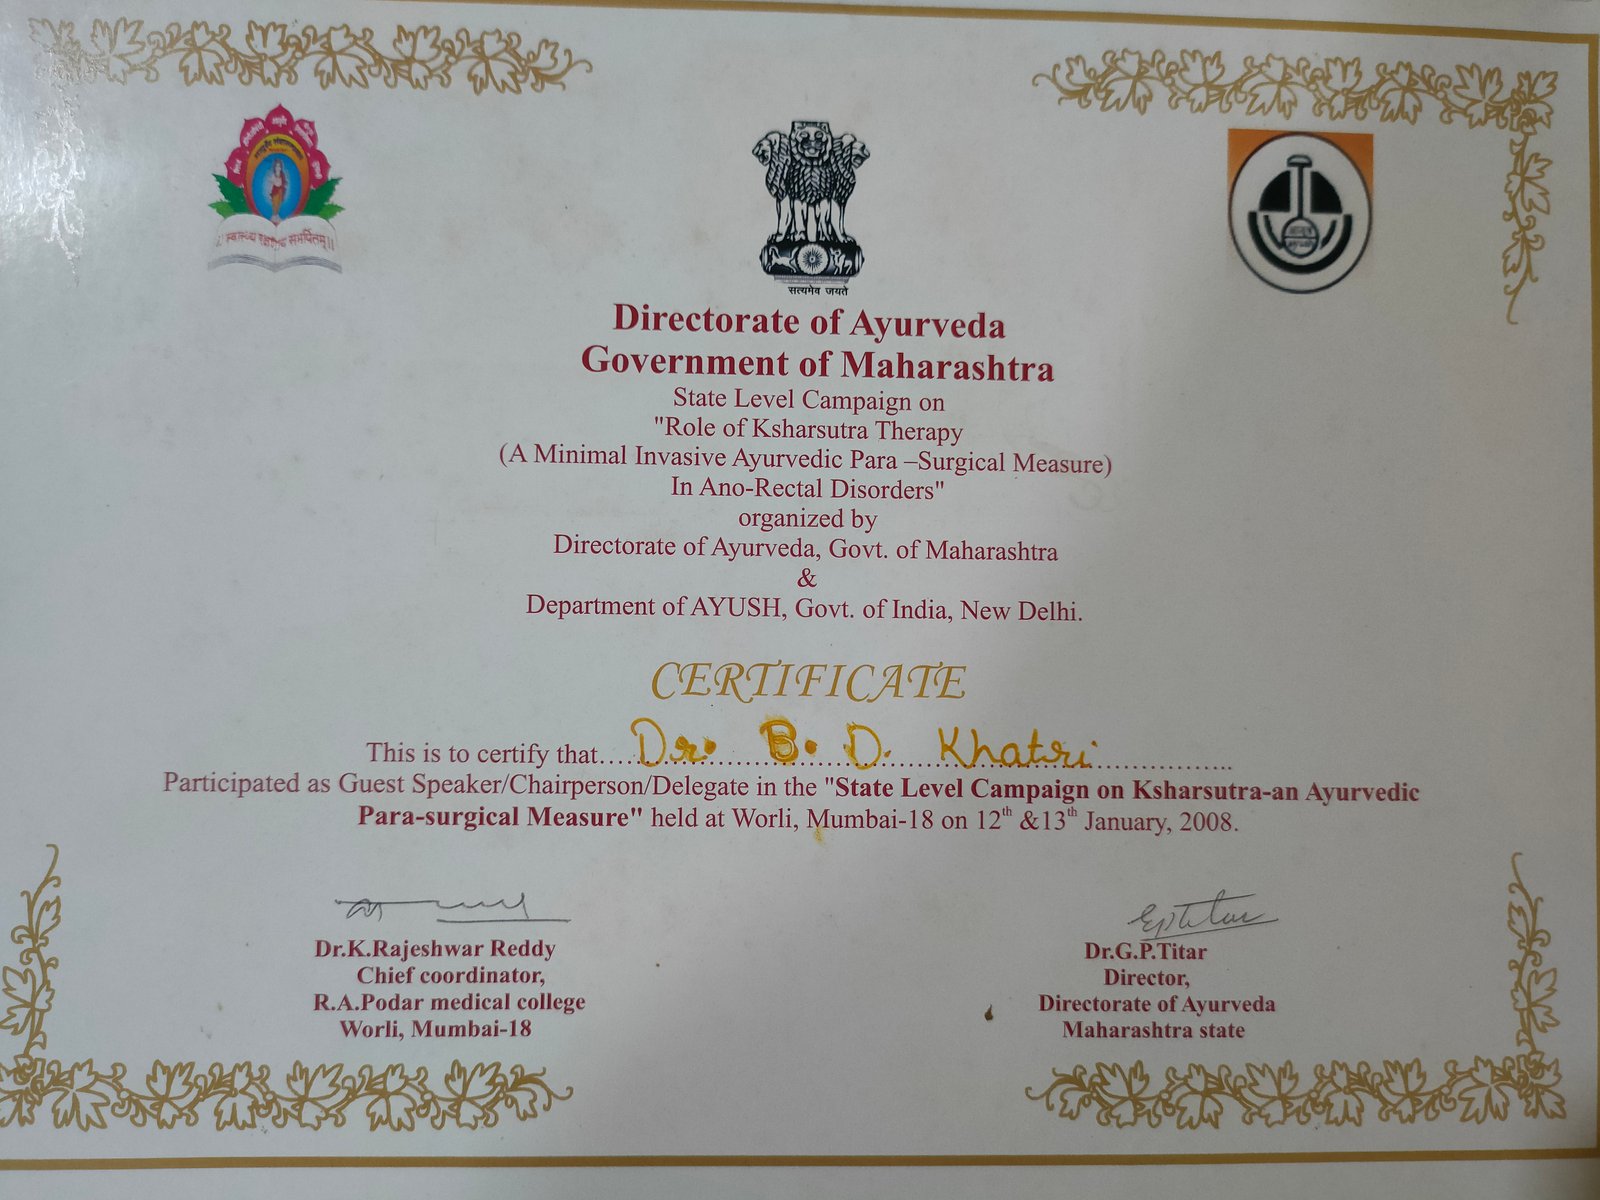 स्वास्थ्य रक्षणाय समर्पितम्॥
सत्यमेव जयते
Directorate of Ayurveda
Government of Maharashtra
State Level Campaign on
"Role of Ksharsutra Therapy
(A Minimal Invasive Ayurvedic Para –Surgical Measure)
In Ano-Rectal Disorders"
organized by
Directorate of Ayurveda, Govt. of Maharashtra
&
Department of AYUSH, Govt. of India, New Delhi.
CERTIFICATE
This is to certify that.....Dr. B. D. Khatri.................
Participated as Guest Speaker/Chairperson/Delegate in the "State Level Campaign on Ksharsutra-an Ayurvedic
Para-surgical Measure" held at Worli, Mumbai-18 on 12th &13th January, 2008.
Dr.K.Rajeshwar Reddy
Chief coordinator,
R.A.Podar medical college
Worli, Mumbai-18
Dr.G.P.Titar
Director,
Directorate of Ayurveda
Maharashtra state